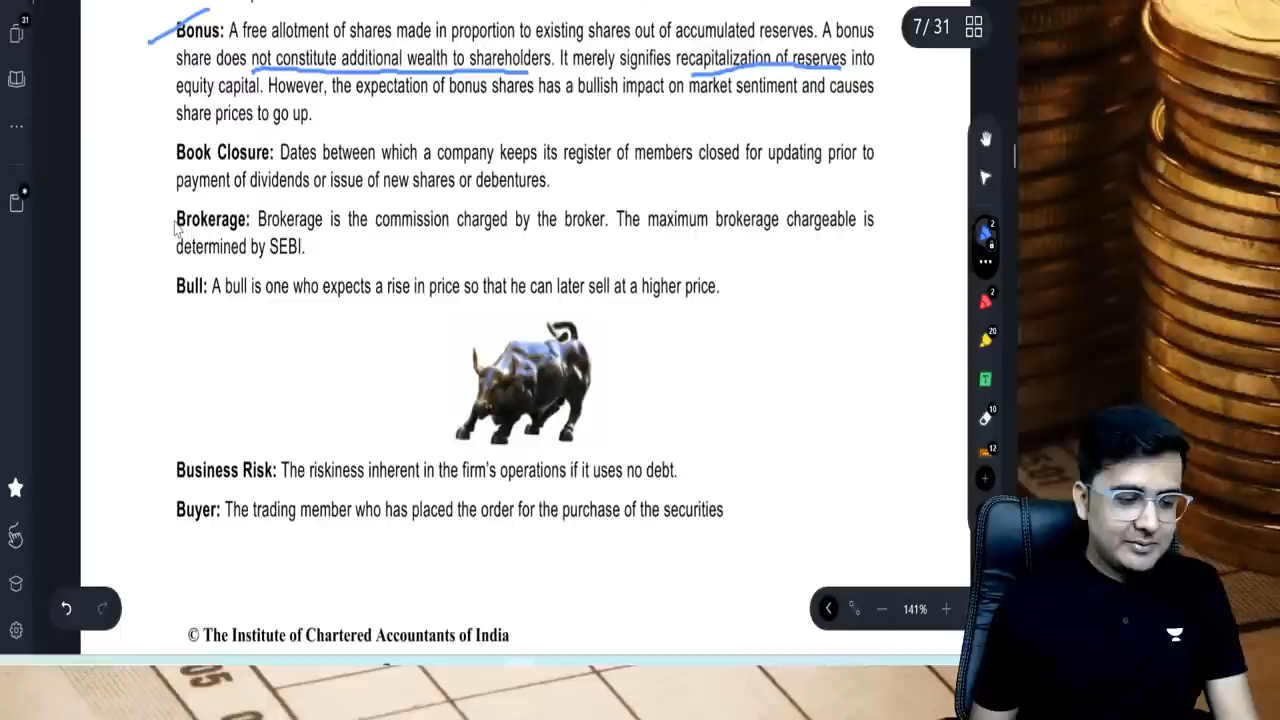 Bonus: A free allotment of shares made in proportion to existing shares out of accumulated reserves. A bonus
share does not constitute additional wealth to shareholders. It merely signifies recapitalization of reserves into
equity capital. However, the expectation of bonus shares has a bullish impact on market sentiment and causes
share prices to go up.
Book Closure: Dates between which a company keeps its register of members closed for updating prior to
payment of dividends or issue of new shares or debentures.
Brokerage: Brokerage is the commission charged by the broker. The maximum brokerage chargeable is
determined by SEBI.
Bull: A bull is one who expects a rise in price so that he can later sell at a higher price.
Business Risk: The riskiness inherent in the firm's operations if it uses no debt.
Buyer: The trading member who has placed the order for the purchase of the securities
© The Institute of Chartered Accountants of India
7/31
31
2
2
20
T
10
12
141%
05